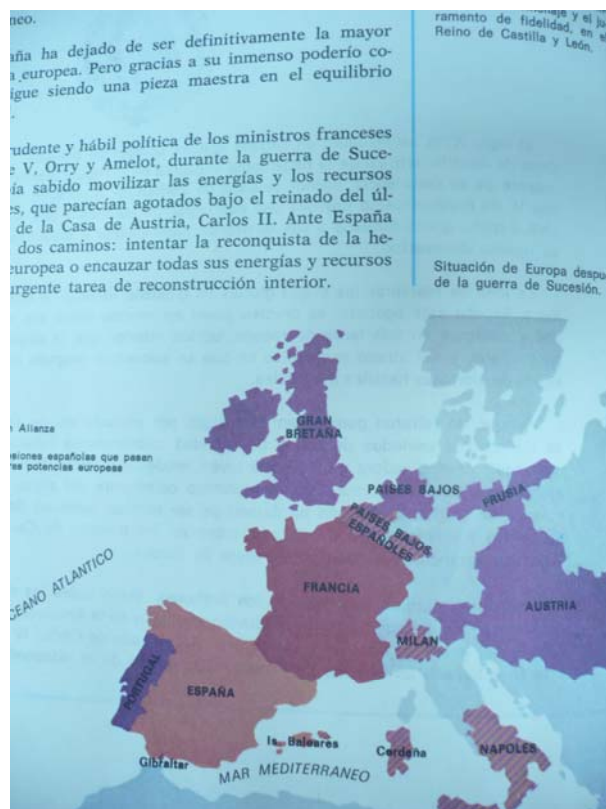 neo.
aña ha dejado de ser definitivamente la mayor
a europea. Pero gracias a su inmenso poderío co-
igue siendo una pieza maestra en el equilibrio
rudente y hábil política de los ministros franceses
e V, Orry y Amelot, durante la guerra de Suce-
ía sabido movilizar las energías y los recursos
es, que parecían agotados bajo el reinado del úl-
de la Casa de Austria, Carlos II. Ante España
dos caminos: intentar la reconquista de la he-
europea o encauzar todas sus energías y recursos
urgente tarea de reconstrucción interior.
naje y el ju
ramento de fidelidad, en el
Reino de Castilla y León.
Situación de Europa despu
de la guerra de Sucesión.
n Alianza
esiones españolas que pasan
res potencias europeas
GRAN
BRETAÑA
PAISES BAJOS
PRUSIA
PAISES BAJOS
ESPAÑOLES
OCEANO ATLANTICO
FRANCIA
AUSTRIA
MILAN
PORTUGAL
ESPAÑA
Is. Baleares
Cerdeña
NAPOLES
Gibraltar
MAR MEDITERRANEO